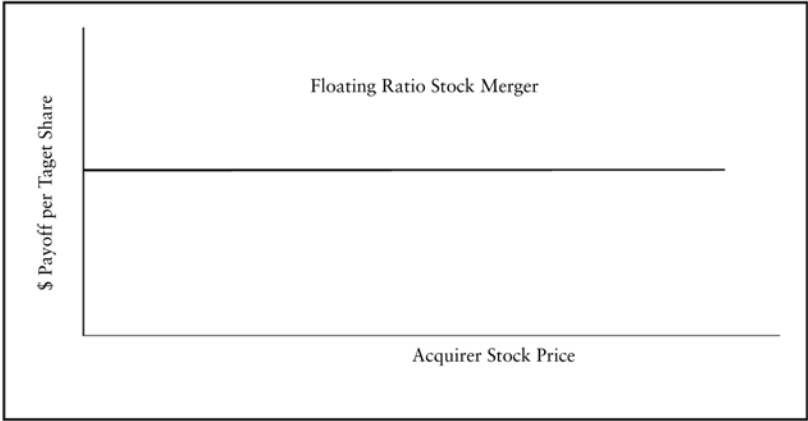 Floating Ratio Stock Merger
$ Payoff per Taget Share
Acquirer Stock Price